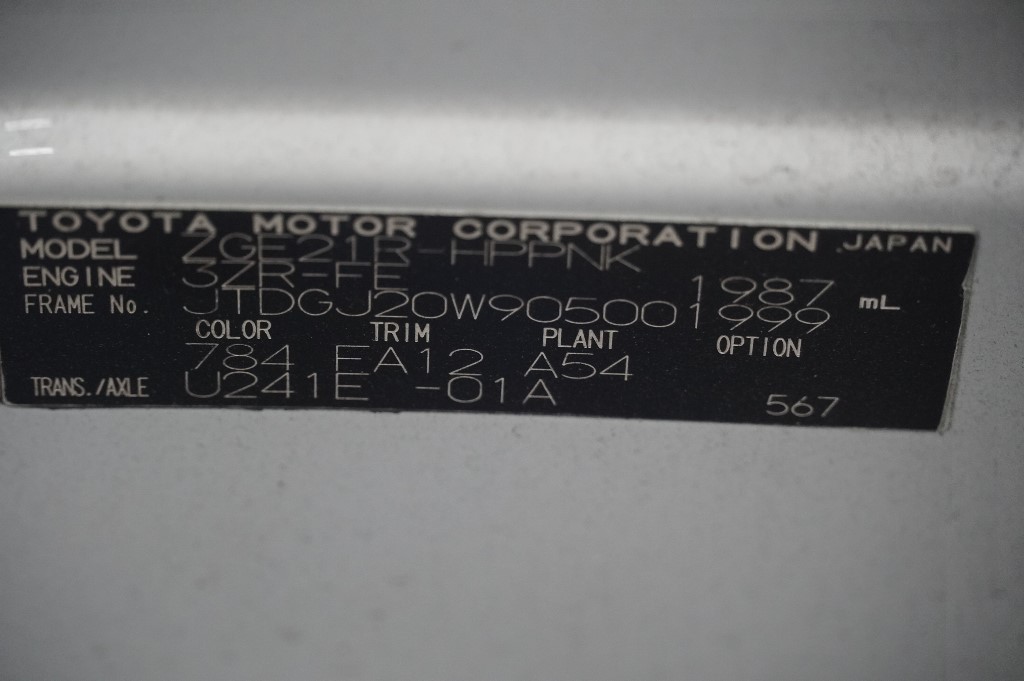 TOYOTA MOTOR CORPORATION JAPAN
MODEL ZGE21R-HPPNK
ENGINE 3ZR-FE 1987 mL
FRAME No. JTDGJ20W905001999
COLOR TRIM PLANT OPTION
784 EA12 A54
TRANS./AXLE U241E -01A 567